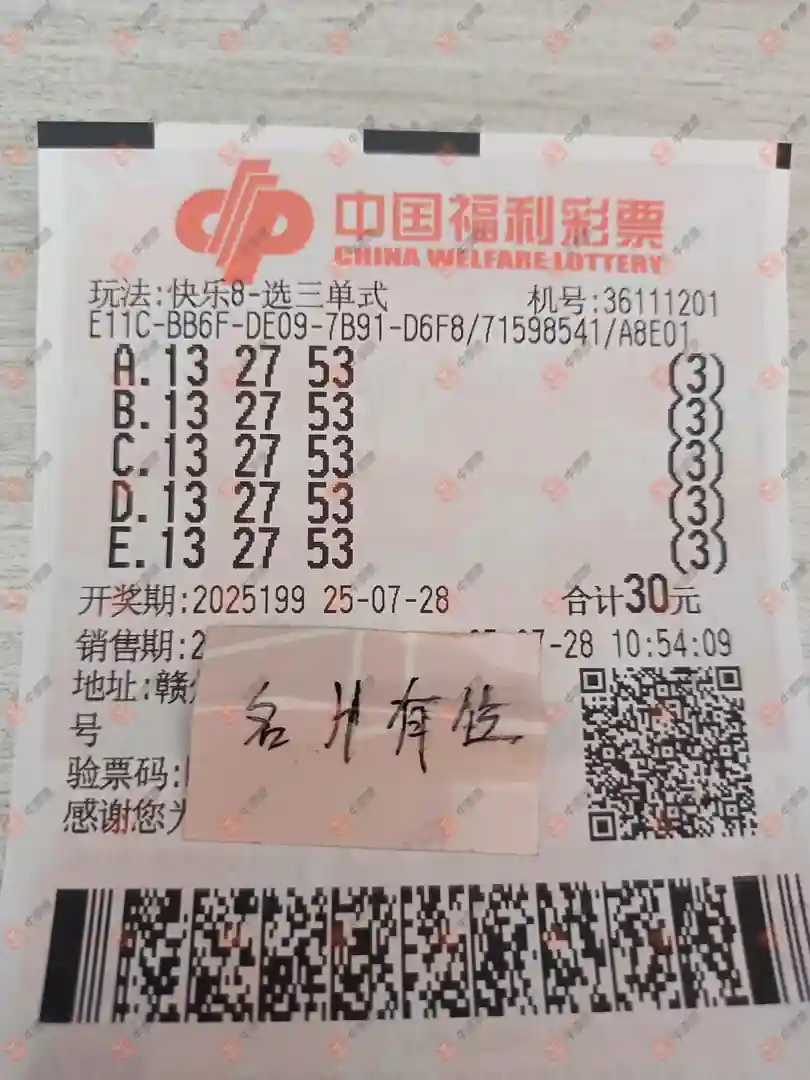 中国福利彩票
CHINA WELFARE LOTTERY
玩法:快乐8-选三单式 机号:36111201
E11C-BB6F-DE09-7B91-D6F8/71598541/A8E01
A.13 27 53 (3)
B.13 27 53 (3)
C.13 27 53 (3)
D.13 27 53 (3)
E.13 27 53 (3)
开奖期:2025199 25-07-28 合计30元
销售期:2 -28 10:54:09
地址:赣
号
名片有位
验票码:
感谢您为